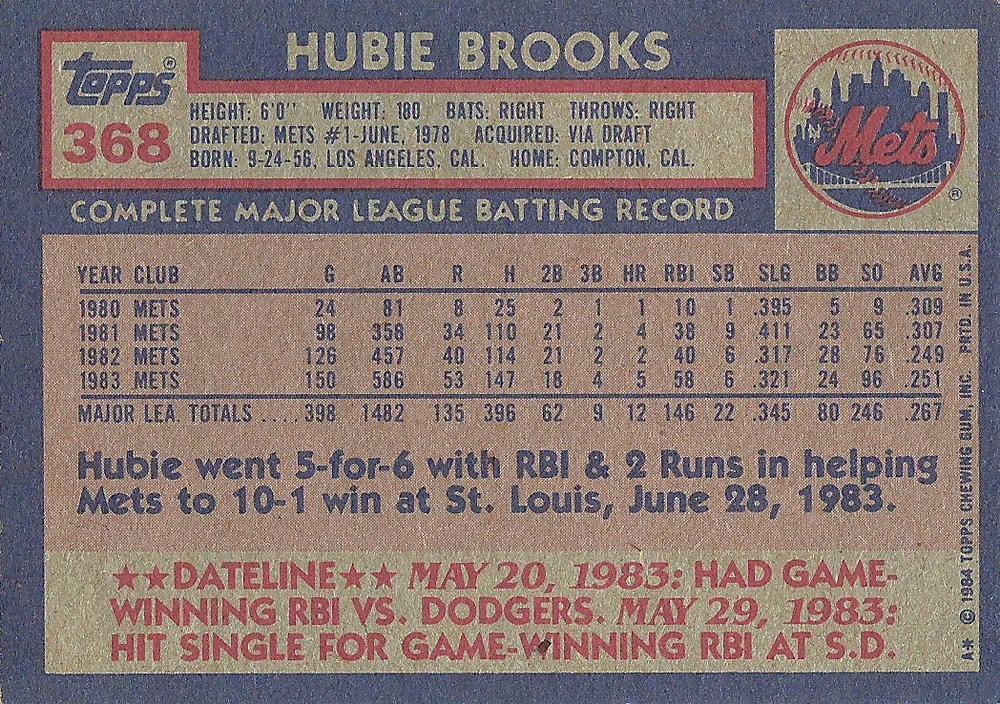 HUBIE BROOKS
Topps®
368
HEIGHT: 6'0" WEIGHT: 180 BATS: RIGHT THROWS: RIGHT
DRAFTED: METS #1-JUNE, 1978 ACQUIRED: VIA DRAFT
BORN: 9-24-56, LOS ANGELES, CAL. HOME: COMPTON, CAL.
Mets
®
COMPLETE MAJOR LEAGUE BATTING RECORD
YEAR CLUB G AB R H 2B 3B HR RBI SB SLG BB SO AVG
1980 METS 24 81 8 25 2 1 1 10 1 .395 5 9 .309
1981 METS 98 358 34 110 21 2 4 38 9 .411 23 65 .307
1982 METS 126 457 40 114 21 2 2 40 6 .317 28 76 .249
1983 METS 150 586 53 147 18 4 5 58 6 .321 24 96 .251
MAJOR LEA. TOTALS .... 398 1482 135 396 62 9 12 146 22 .345 80 246 .267
Hubie went 5-for-6 with RBI & 2 Runs in helping
Mets to 10-1 win at St. Louis, June 28, 1983.
★★DATELINE★★ MAY 20, 1983: HAD GAME-
WINNING RBI VS. DODGERS. MAY 29, 1983:
HIT SINGLE FOR GAME-WINNING RBI AT S.D.
A* © 1984 TOPPS CHEWING GUM, INC. PRTD. IN U.S.A.